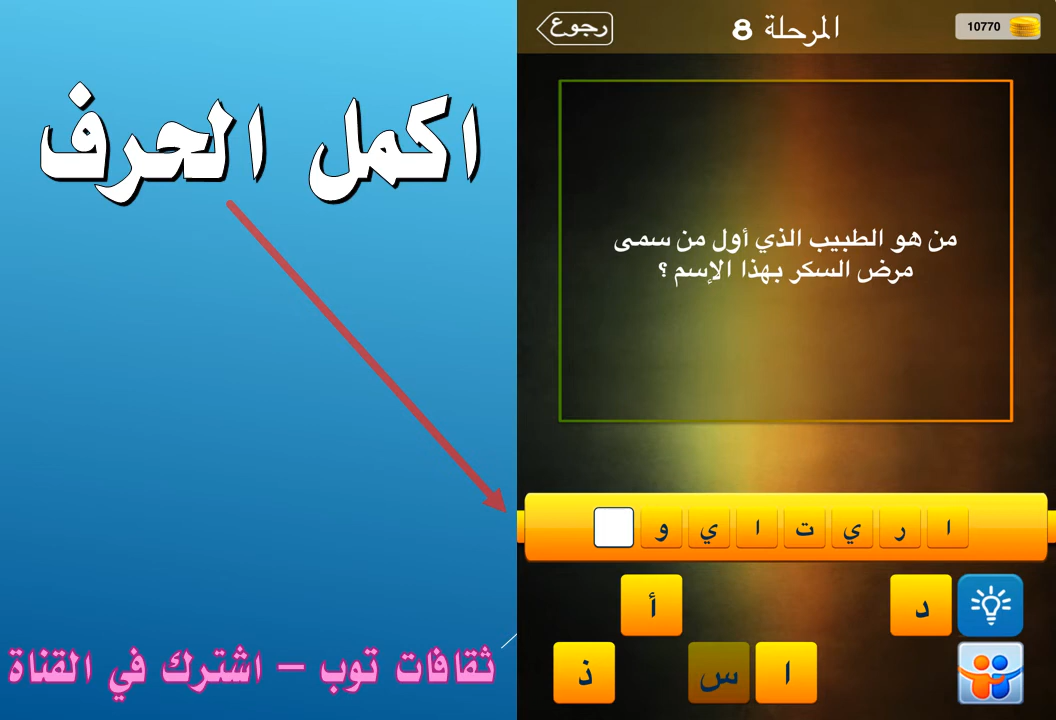 اكمل الحرف
ثقافات توب – اشترك في القناة
رجوع
المرحلة 8
10770
من هو الطبيب الذي أول من سمى
مرض السكر بهذا الإسم ؟
ا ر ي ت ا ي و
د أ
ا س ذ